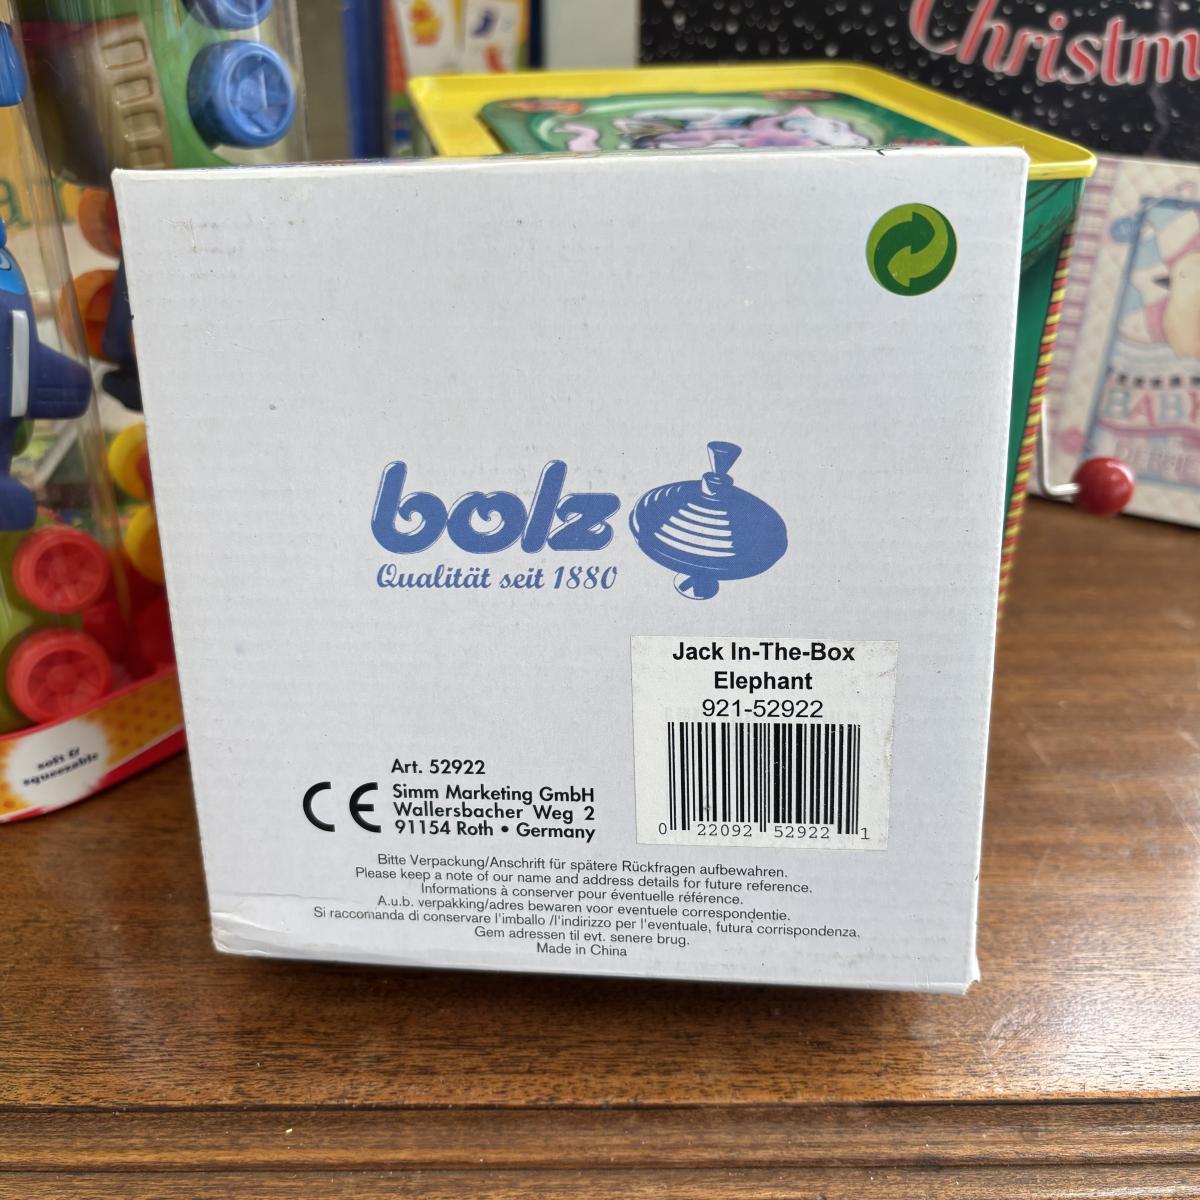 Christm
bolz
Qualität seit 1880
Jack In-The-Box
Elephant
921-52922
0 22092 52922 1
Art. 52922
CE
Simm Marketing GmbH
Wallersbacher Weg 2
91154 Roth • Germany
Bitte Verpackung/Anschrift für spätere Rückfragen aufbewahren.
Please keep a note of our name and address details for future reference.
Informations à conserver pour éventuelle référence.
A.u.b. verpakking/adres bewaren voor eventuele correspondentie.
Si raccomanda di conservare l'imballo /l'indirizzo per l'eventuale, futura corrispondenza.
Gem adressen til evt. senere brug.
Made in China
soft &
squeezable
BABY